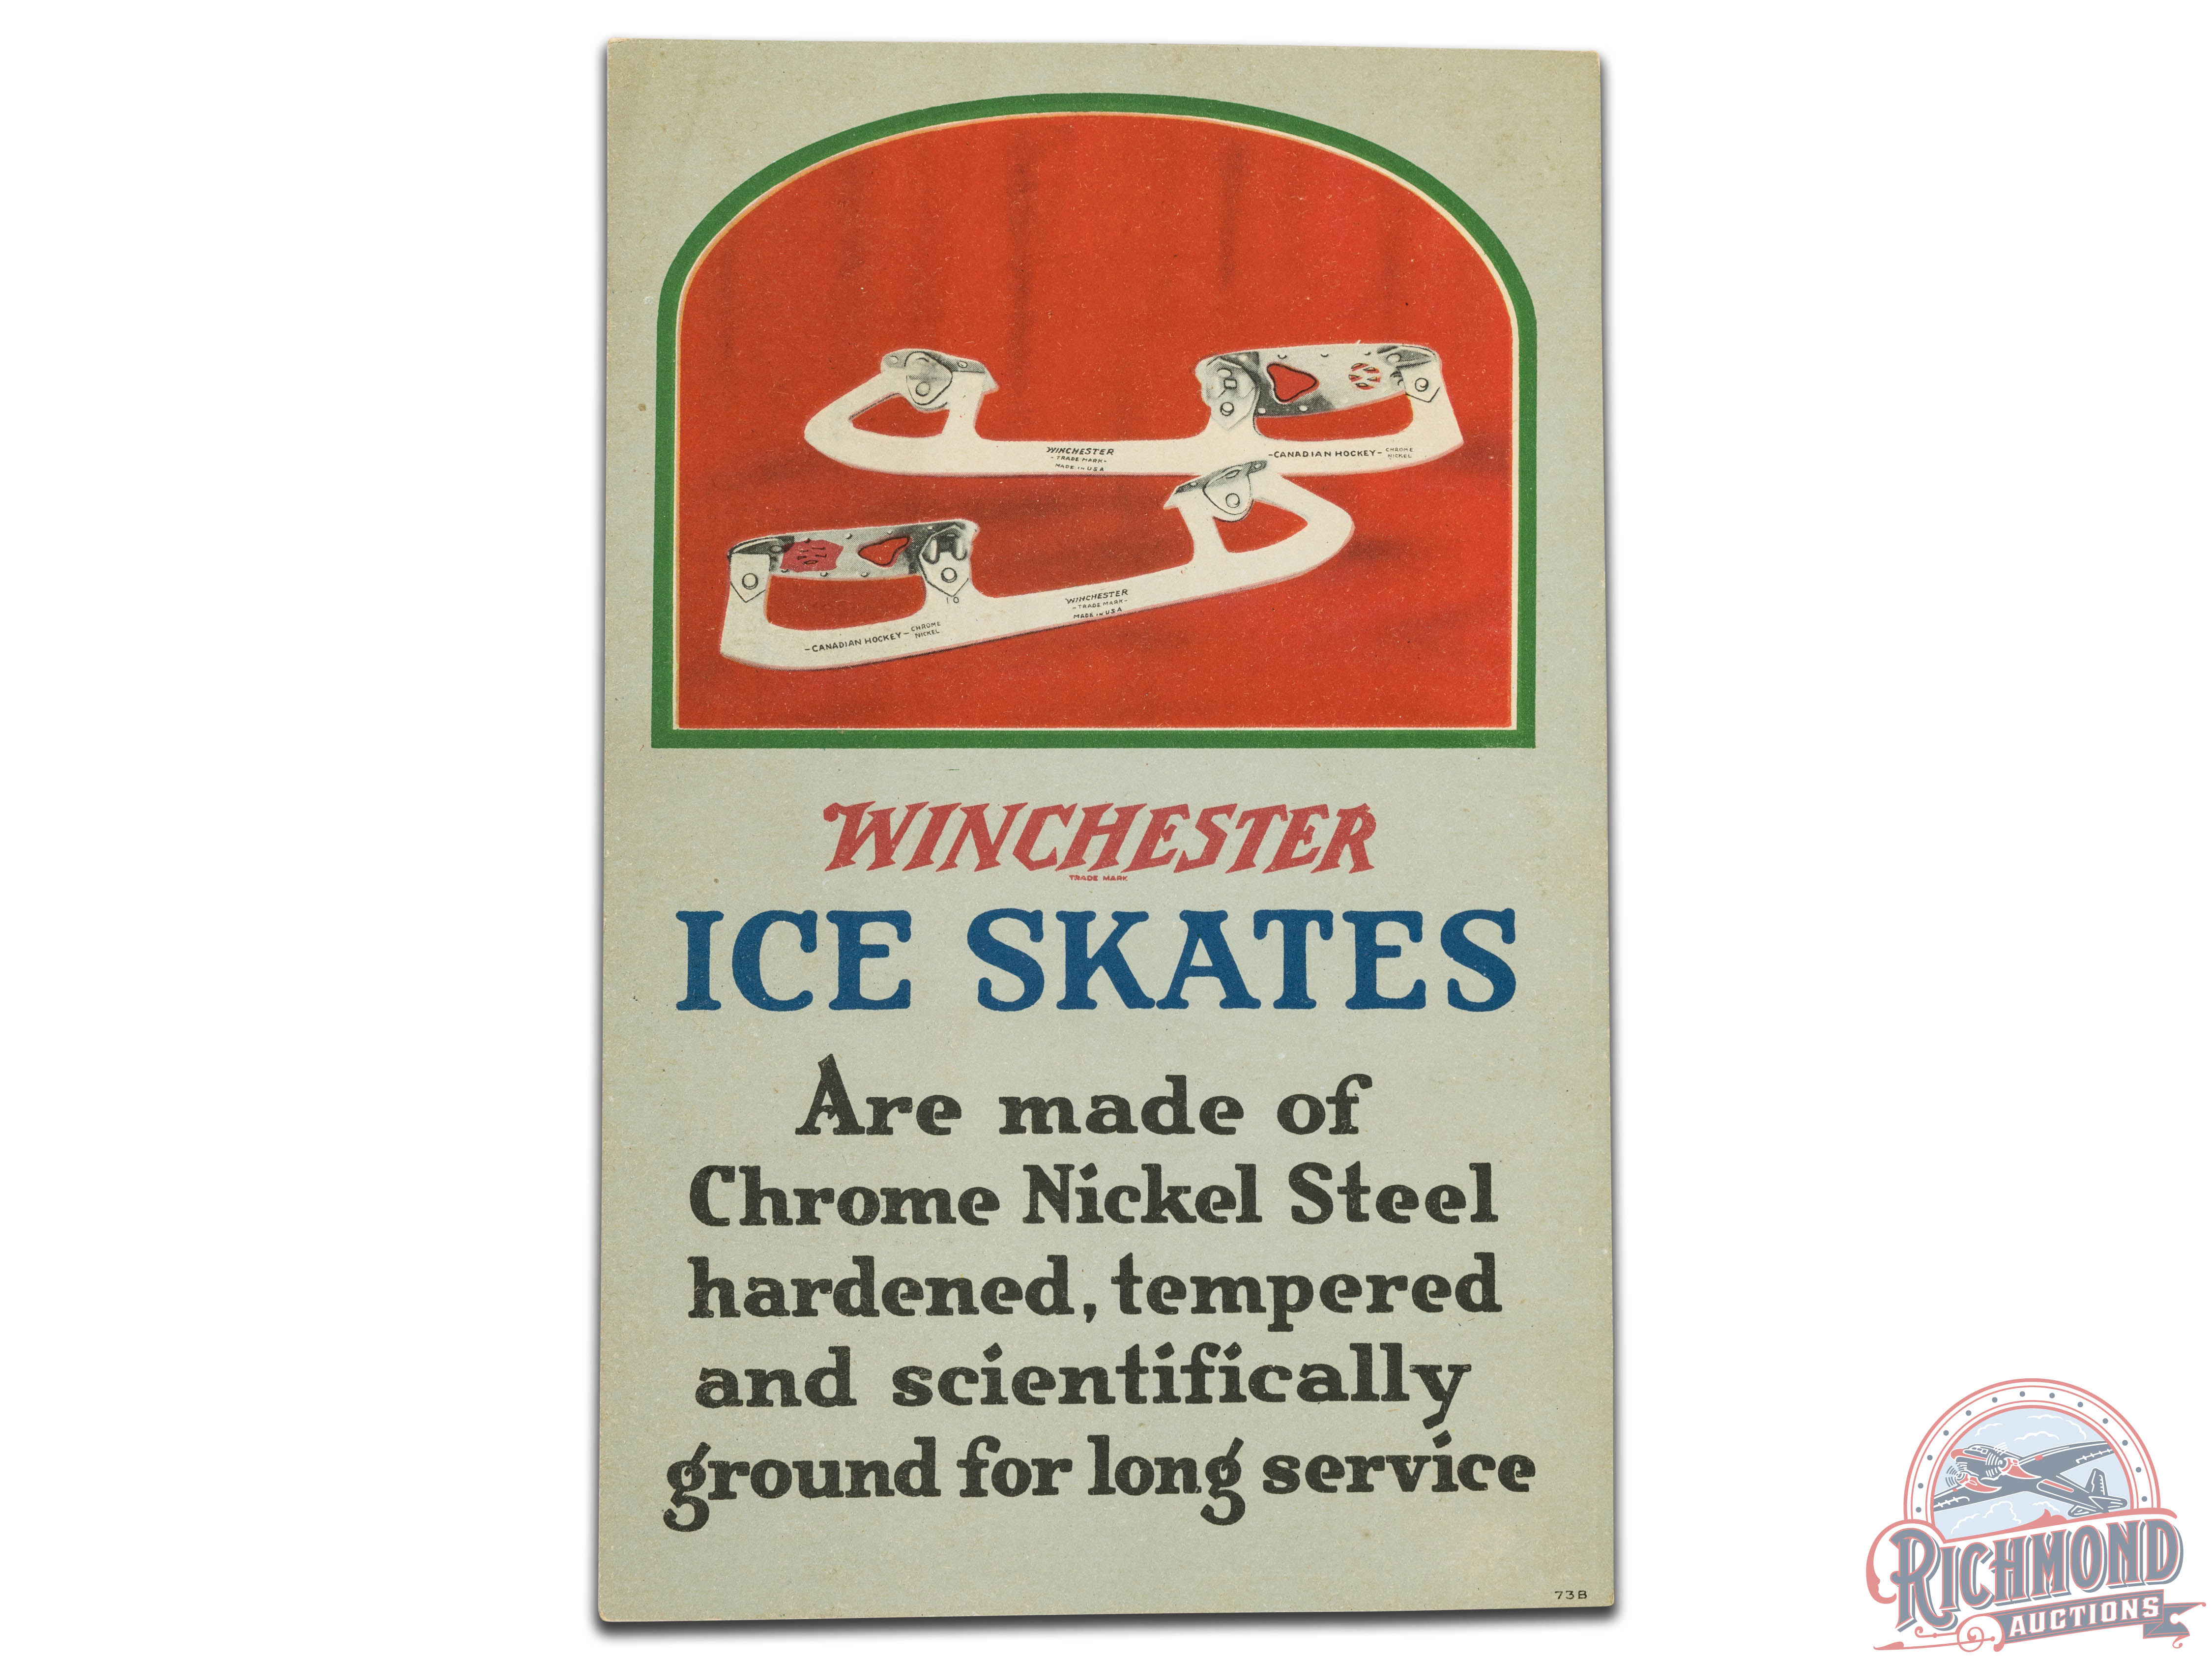 WINCHESTER
- TRADE MARK -
MADE IN U.S.A
-CANADIAN HOCKEY- CHROME NICKEL
10
WINCHESTER
- TRADE MARK -
MADE IN U.S.A
-CANADIAN HOCKEY- CHROME NICKEL
WINCHESTER
TRADE MARK
ICE SKATES
Are made of
Chrome Nickel Steel
hardened, tempered
and scientifically
ground for long service
73B
RICHMOND
AUCTIONS